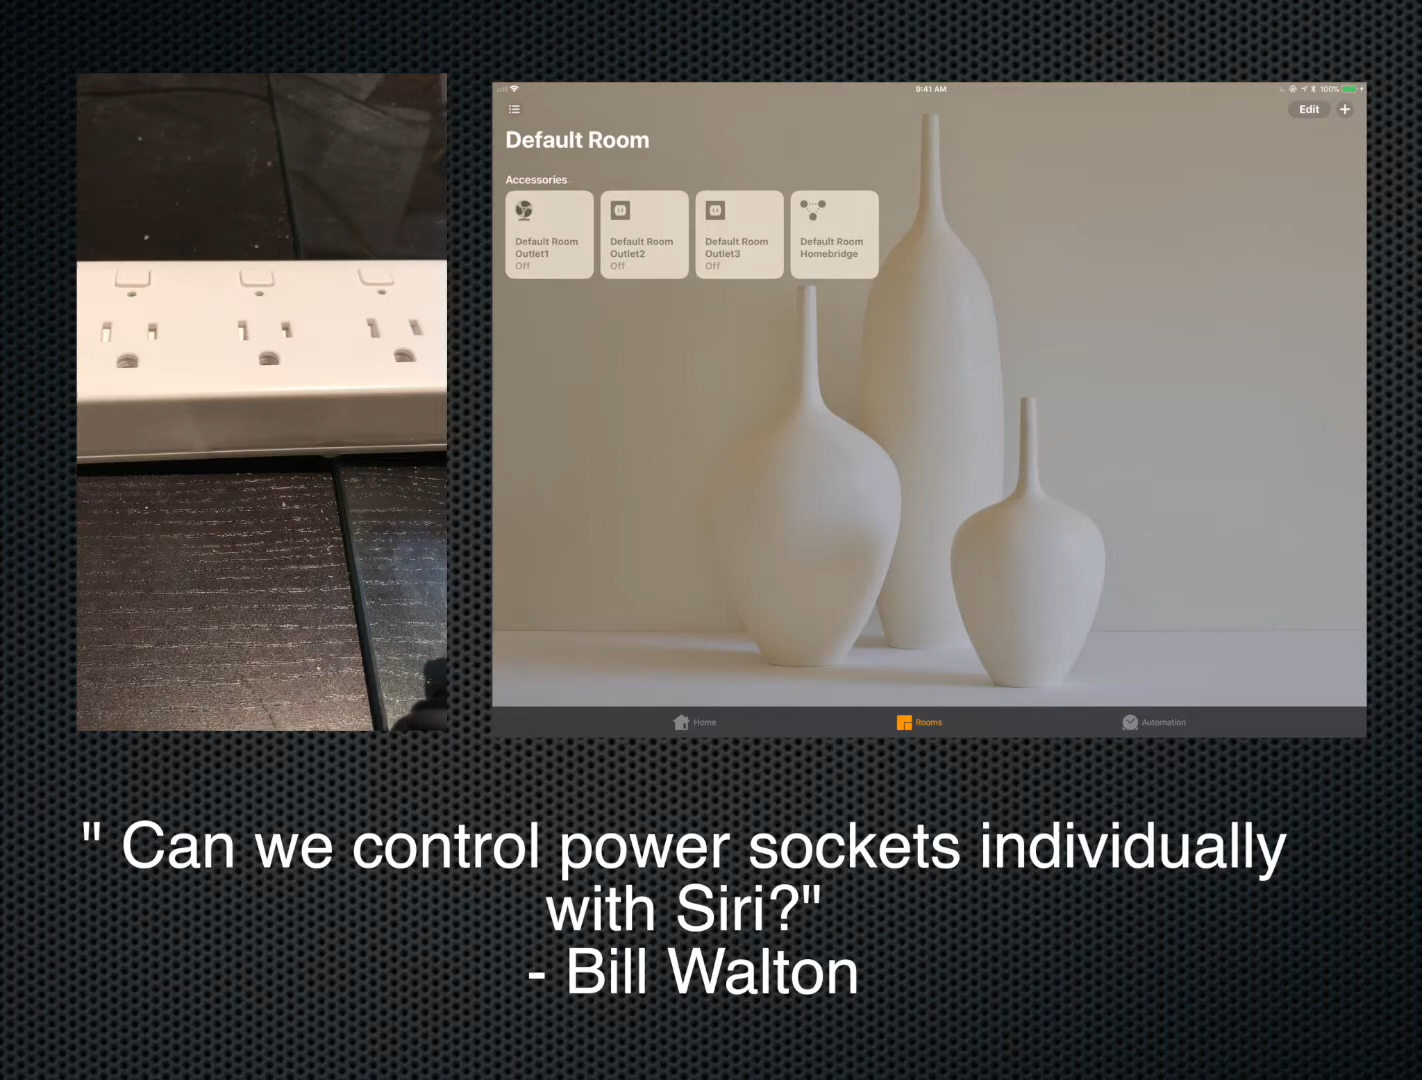 9:41 AM
100%
Edit
Default Room
Accessories
Default Room
Outlet1
Off
Default Room
Outlet2
Off
Default Room
Outlet3
Off
Default Room
Homebridge
Home
Rooms
Automation
" Can we control power sockets individually
with Siri?"
- Bill Walton